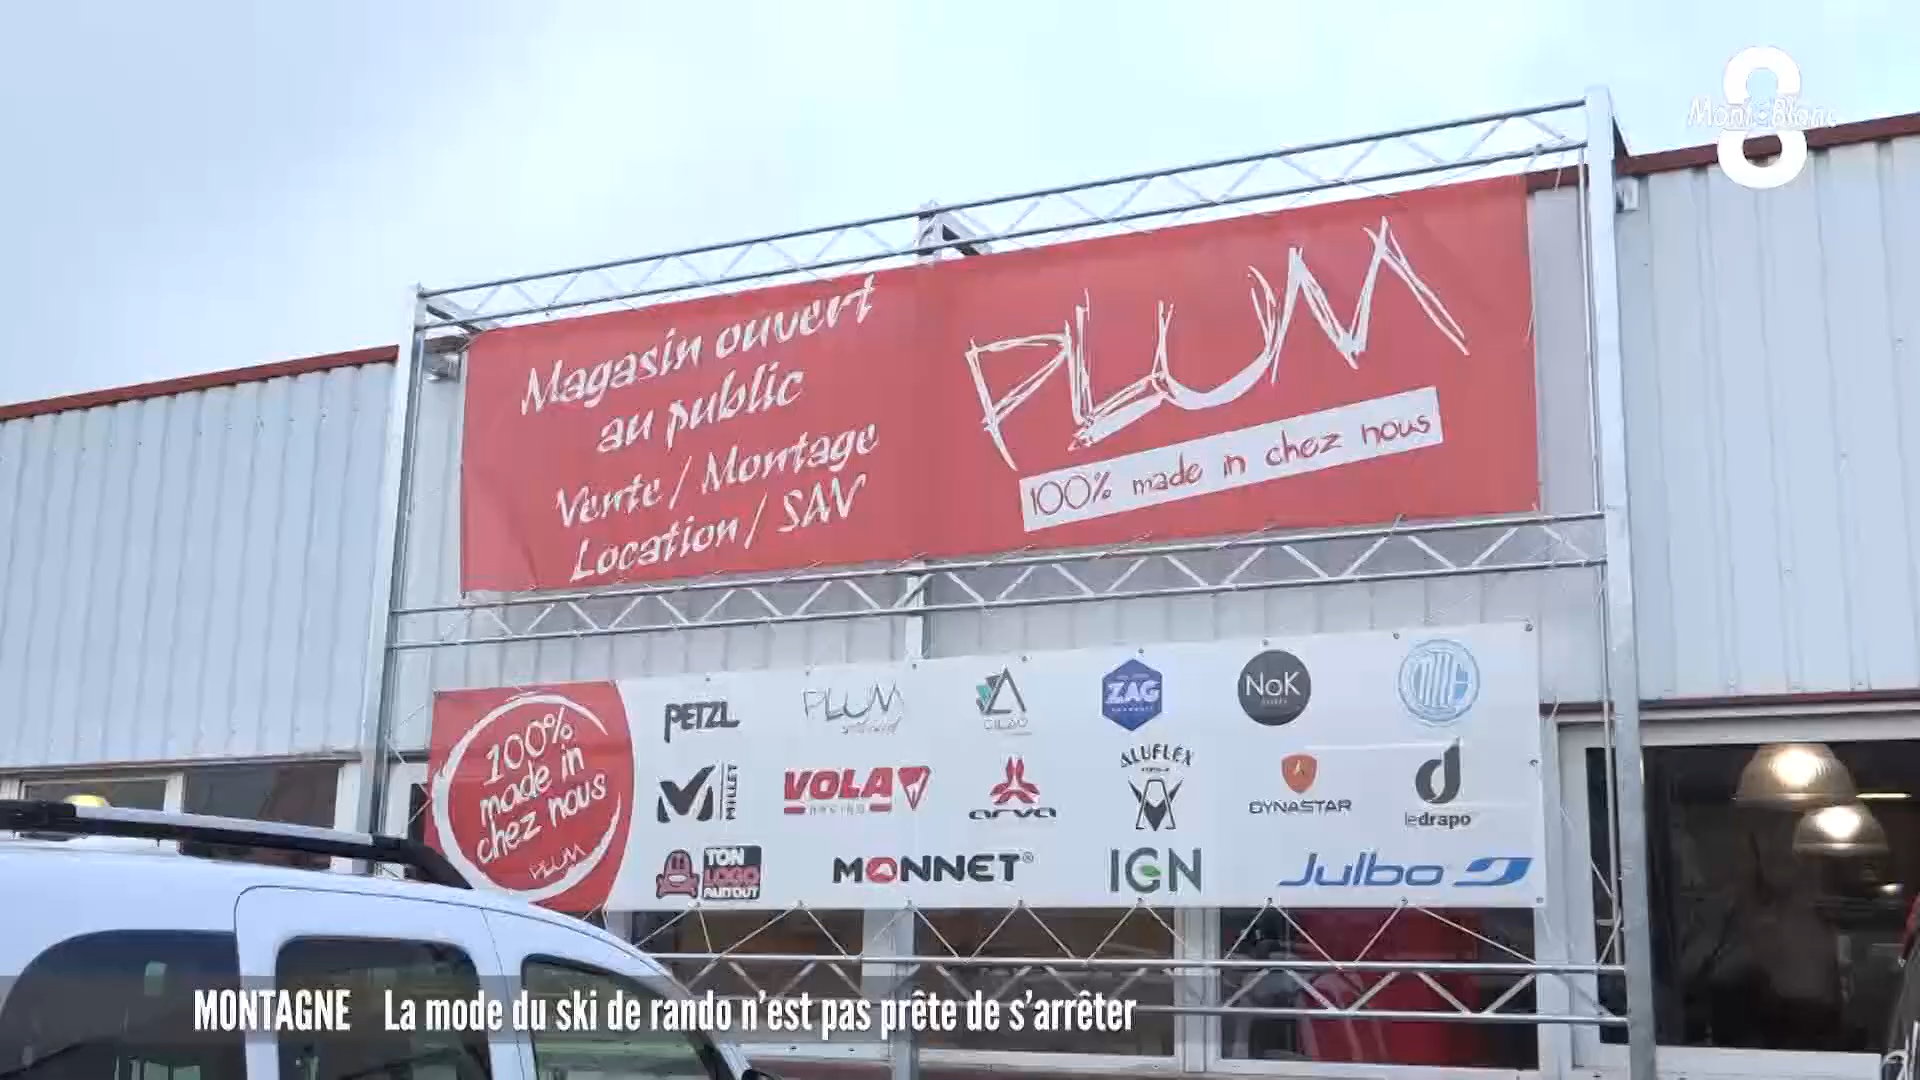 8
Mont Blanc
Magasin ouvert
au public
Vente / Montage
Location / SAV
PLUM
100% made in chez nous
100%
made in
chez nous
PLUM
PETZL
PLUM
CILAO
ZAG
NoK
MILLET
VOLA
RACING
arva
ALUFLEX
DYNASTAR
ledrapo
TON
LOGO
PARTOUT
MONNET®
IGN
Julbo
MONTAGNE La mode du ski de rando n'est pas prête de s'arrêter